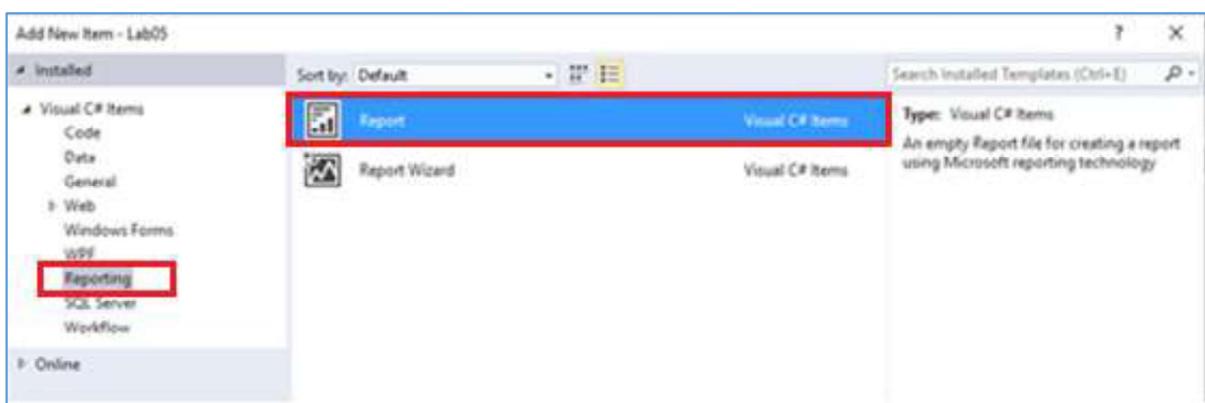 Add New Item - Lab05
?
Installed
Sort by: Default
Search Installed Templates (Ctrl+E)
Visual C# Items
Code
Data
General
Web
Windows Forms
WPF
Reporting
SQL Server
Workflow
Online
Report
Visual C# Items
Report Wizard
Visual C# Items
Type: Visual C# Items
An empty Report file for creating a report
using Microsoft reporting technology